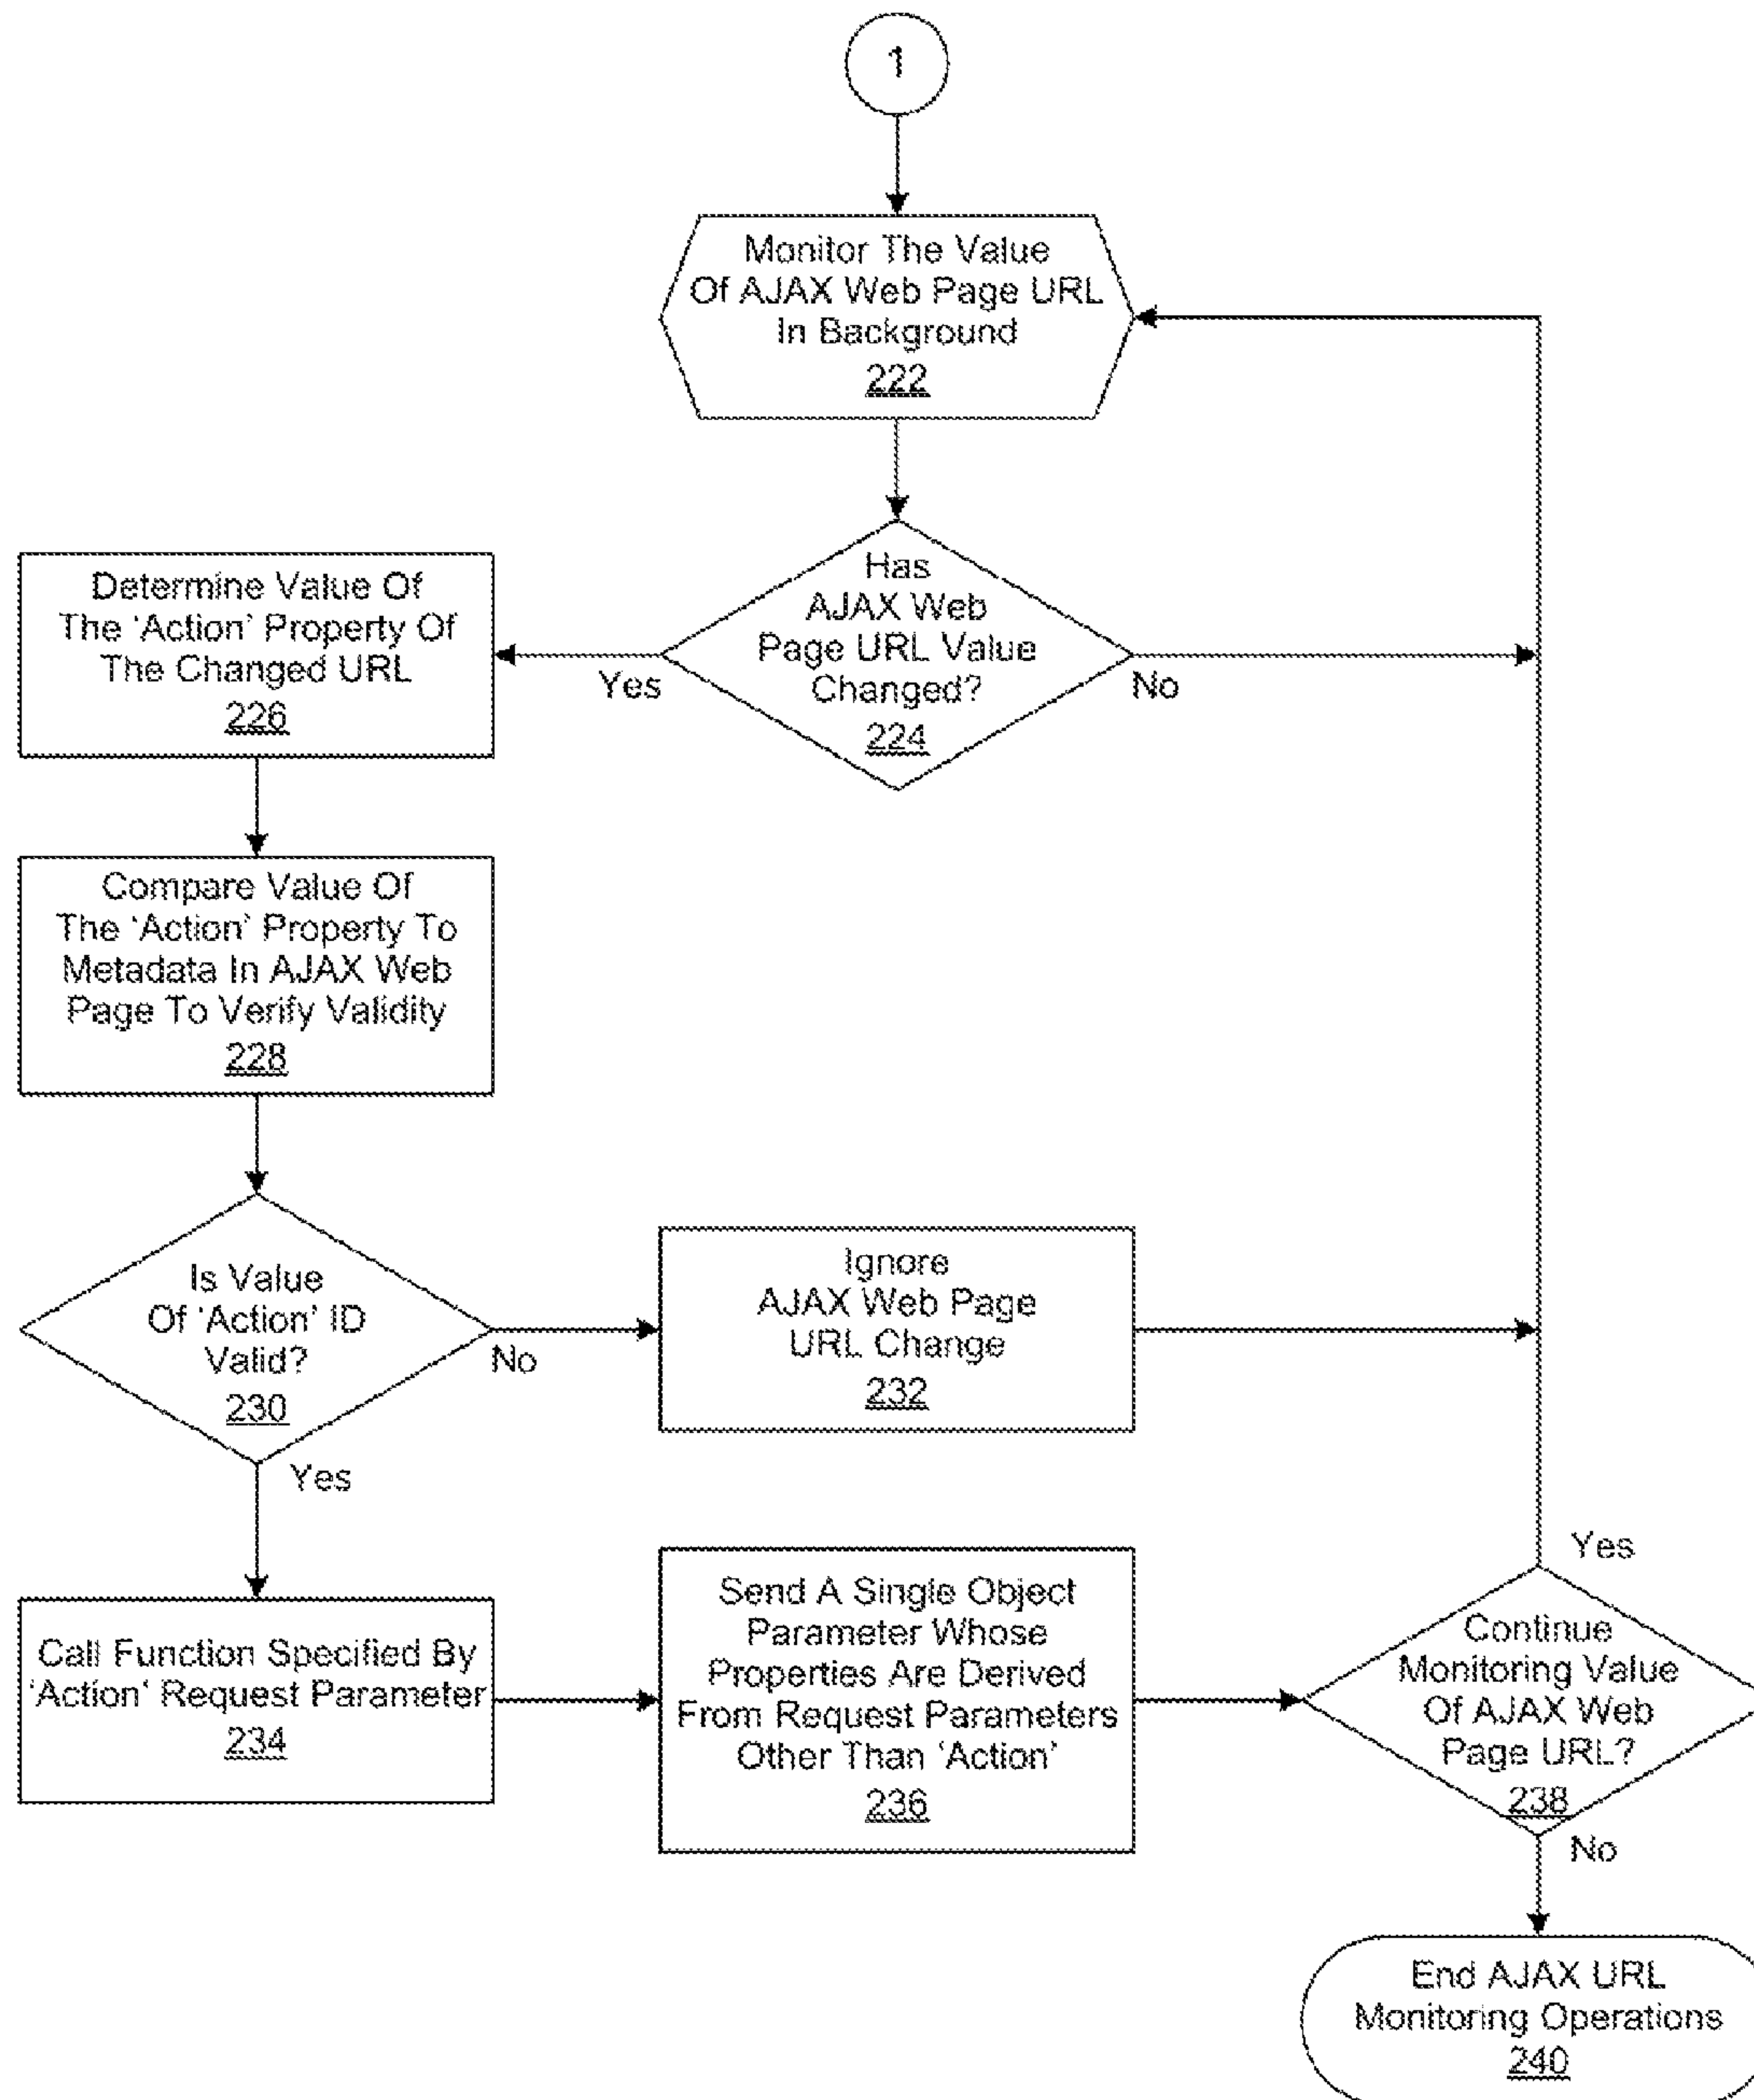 1
Monitor The Value
Of AJAX Web Page URL
In Background
222
Has
AJAX Web
Page URL Value
Changed?
224
Yes
No
Determine Value Of
The ‘Action’ Property Of
The Changed URL
226
Compare Value Of
The ‘Action’ Property To
Metadata In AJAX Web
Page To Verify Validity
228
Is Value
Of ‘Action’ ID
Valid?
230
No
Yes
Ignore
AJAX Web Page
URL Change
232
Call Function Specified By
‘Action’ Request Parameter
234
Send A Single Object
Parameter Whose
Properties Are Derived
From Request Parameters
Other Than ‘Action’
236
Yes
Continue
Monitoring Value
Of AJAX Web
Page URL?
238
No
End AJAX URL
Monitoring Operations
240